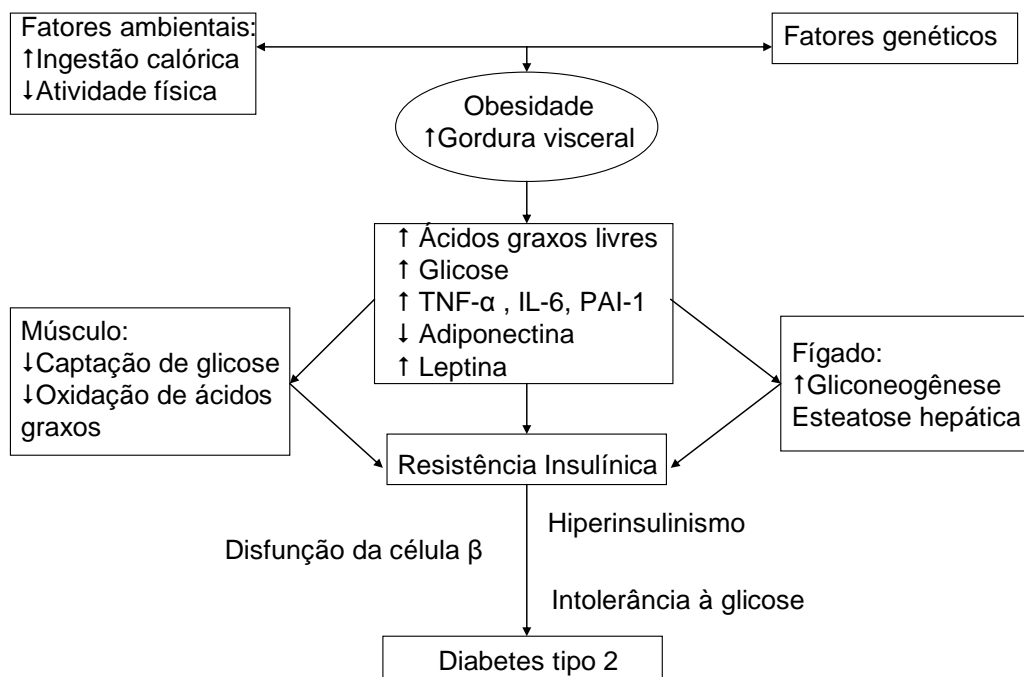 Fatores ambientais:
↑Ingestão calórica
↓Atividade física
Fatores genéticos
Obesidade
↑Gordura visceral
↑ Ácidos graxos livres
↑ Glicose
↑ TNF-α , IL-6, PAI-1
↓ Adiponectina
↑ Leptina
Músculo:
↓Captação de glicose
↓Oxidação de ácidos
graxos
Fígado:
↑Gliconeogênese
Esteatose hepática
Resistência Insulínica
Hiperinsulinismo
Disfunção da célula β
Intolerância à glicose
Diabetes tipo 2